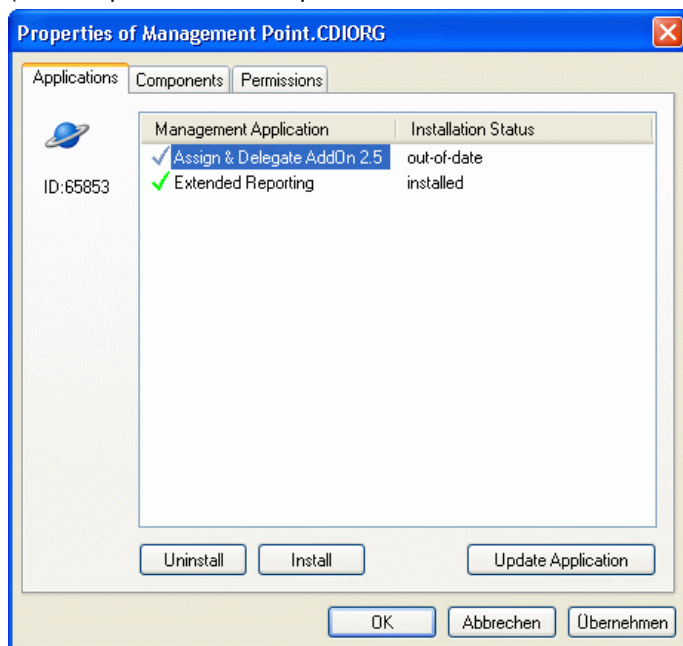 Properties of Management Point.CDIORG
Applications Components Permissions
Management Application Installation Status
Assign & Delegate AddOn 2.5 out-of-date
ID:65853 Extended Reporting installed
Uninstall Install Update Application
OK Abbrechen Übernehmen